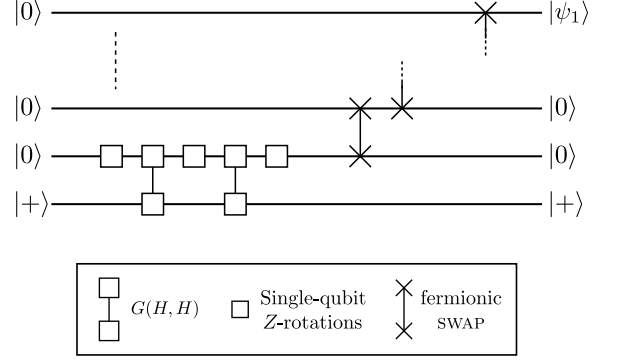 |0⟩ |ψ₁⟩
|0⟩ |0⟩
|0⟩ |0⟩
|+⟩ |+⟩
G(H, H)
Single-qubit
Z-rotations
fermionic
SWAP